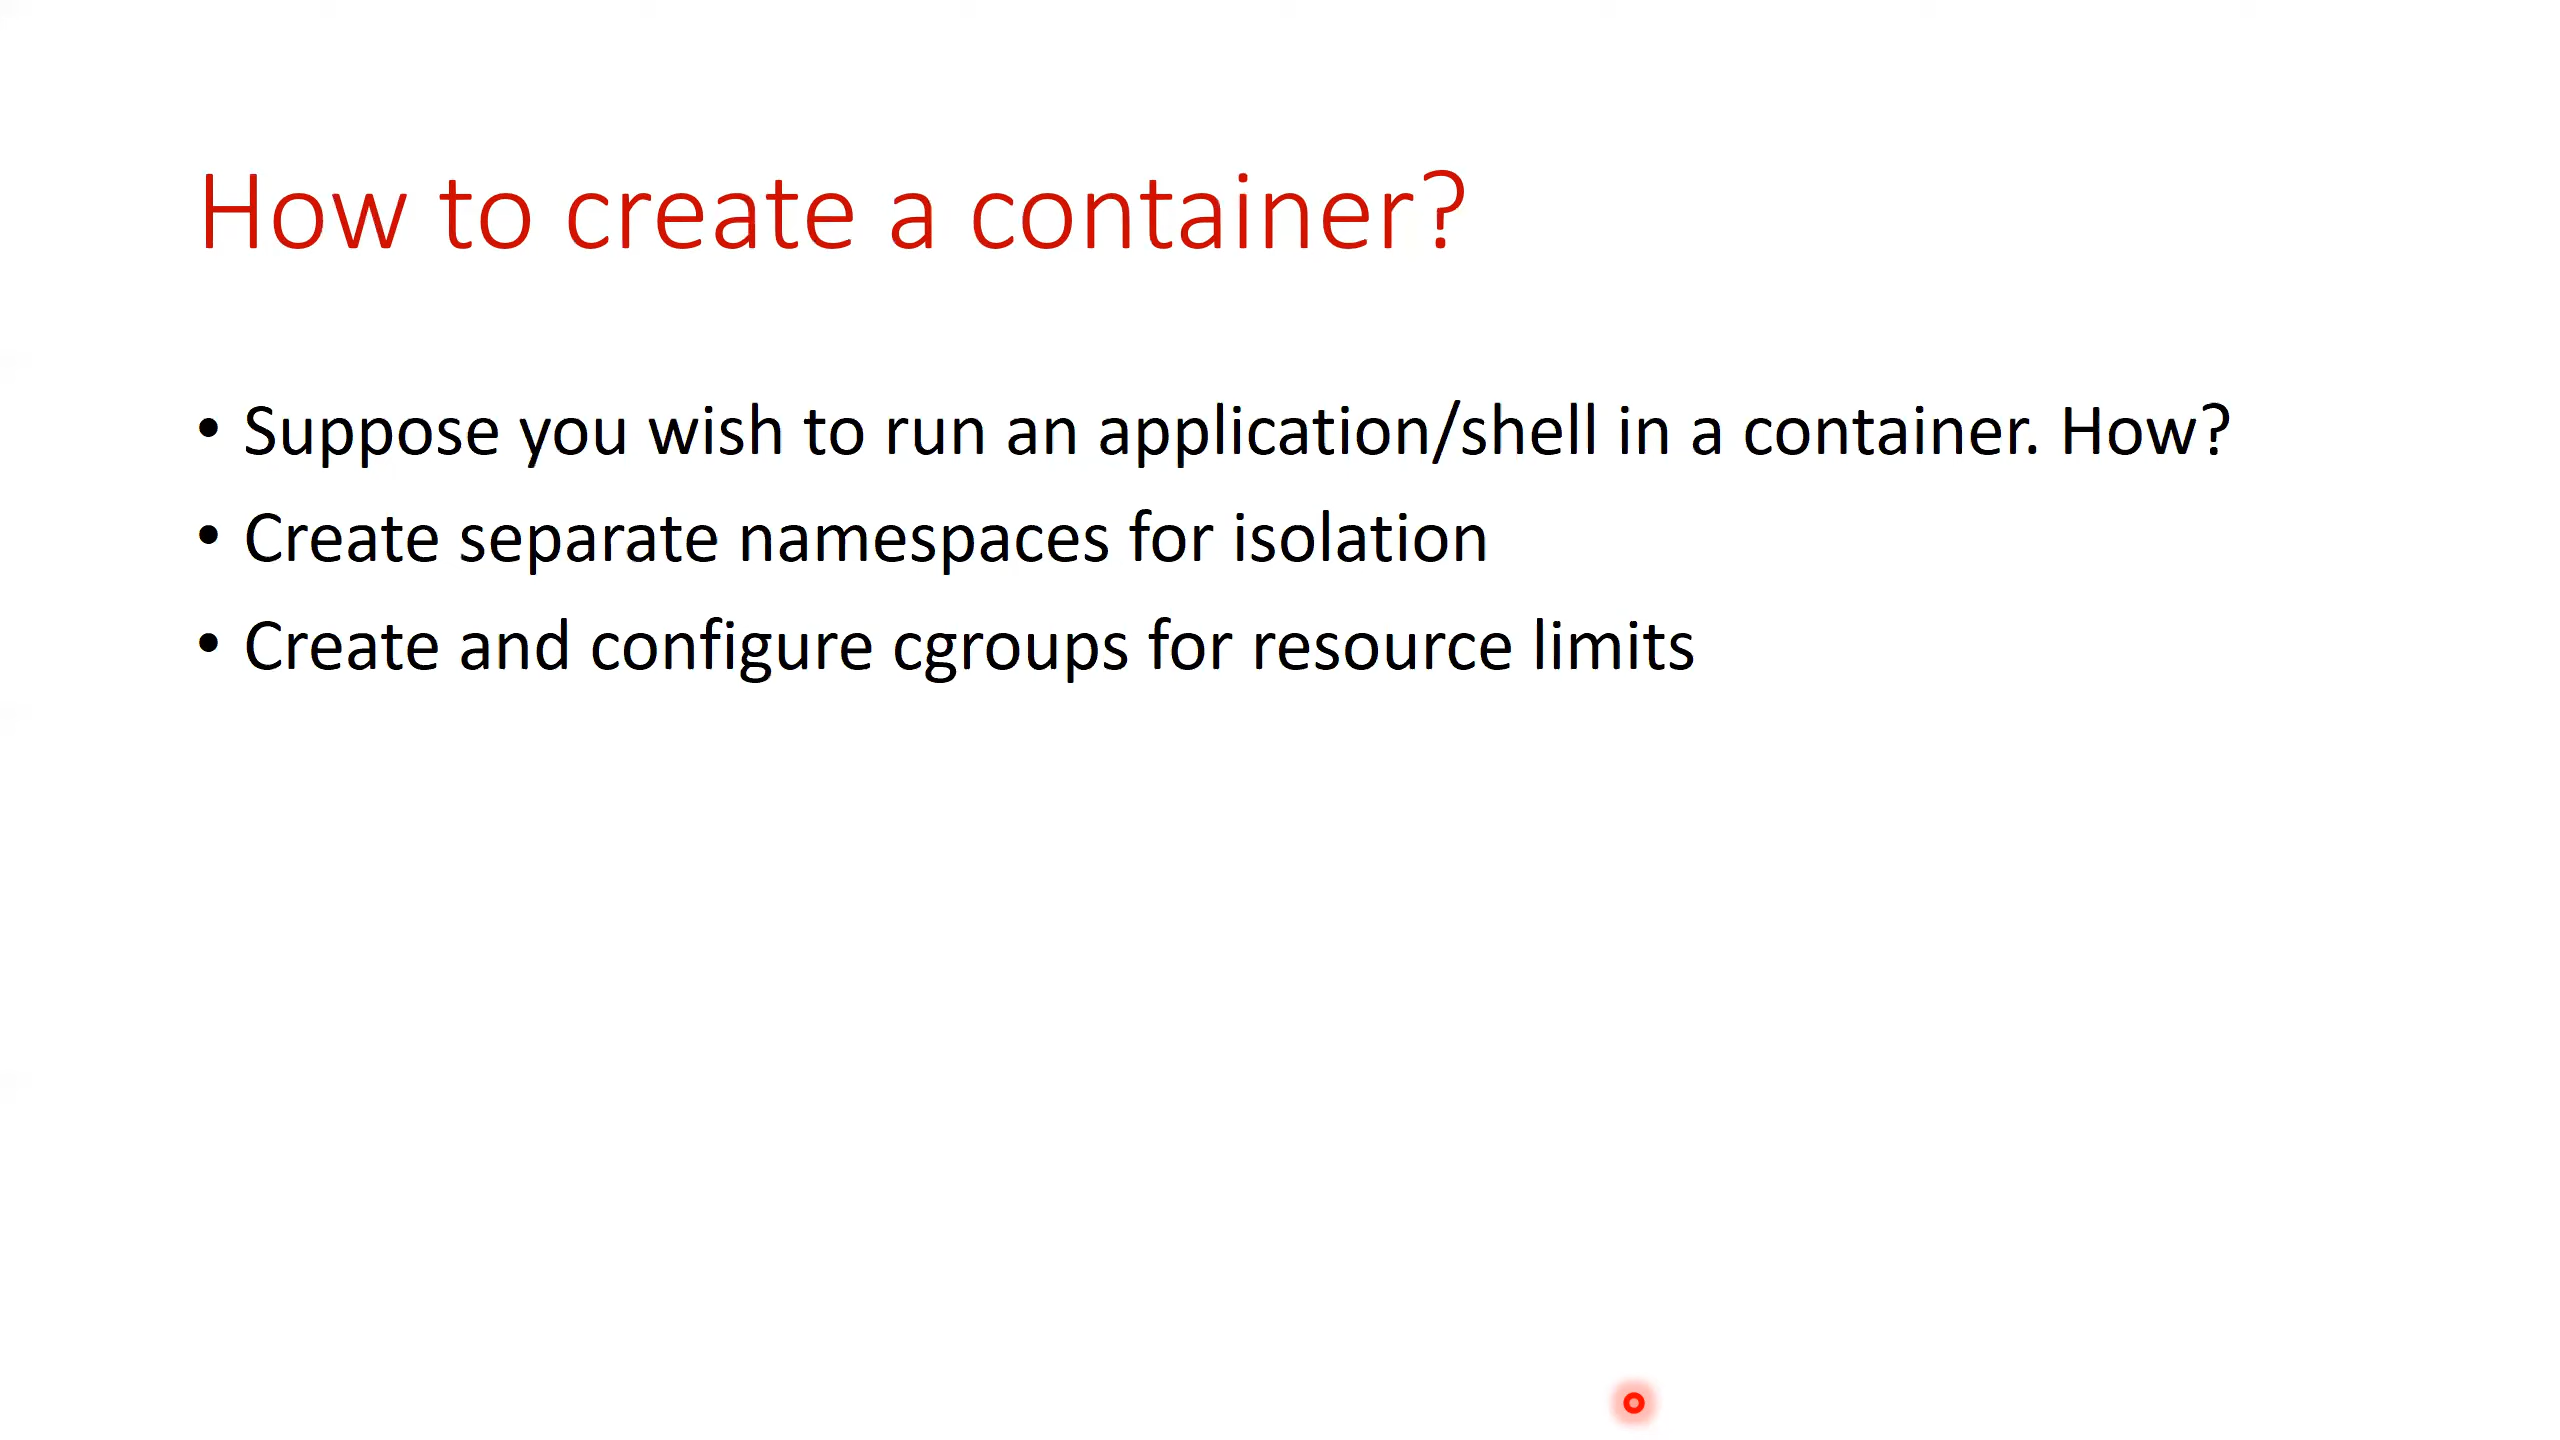 How to create a container?
• Suppose you wish to run an application/shell in a container. How?
• Create separate namespaces for isolation
• Create and configure cgroups for resource limits